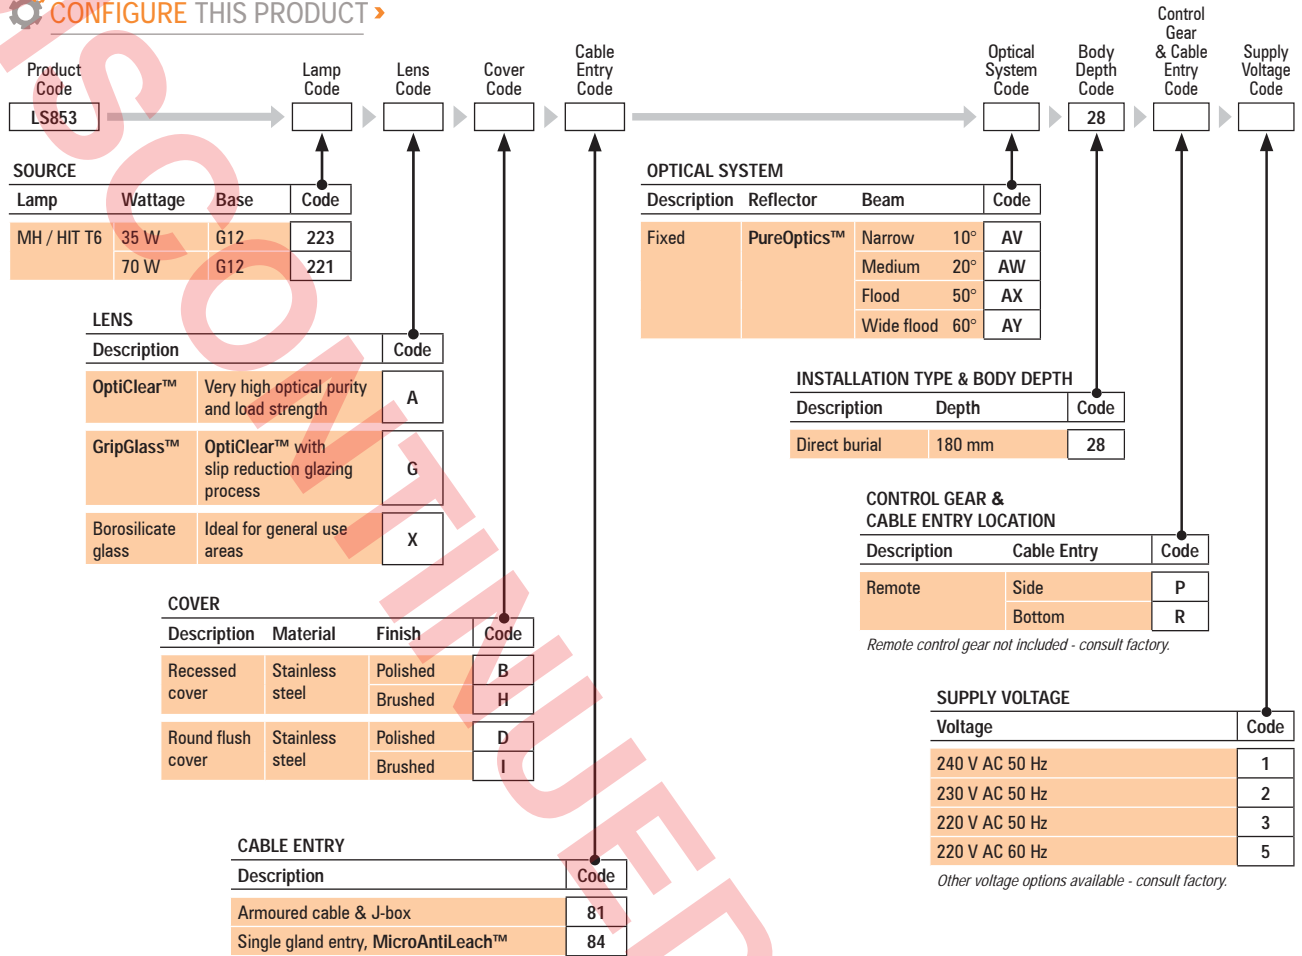 CONFIGURE THIS PRODUCT >
Product Code
Lamp Code
Lens Code
Cover Code
Cable Entry Code
Optical System Code
Body Depth Code
Control Gear & Cable Entry Code
Supply Voltage Code
LS853
28
SOURCE
Lamp Wattage Base Code
MH / HIT T6 35 W G12 223
70 W G12 221
LENS
Description Code
OptiClear™ Very high optical purity and load strength A
GripGlass™ OptiClear™ with slip reduction glazing process G
Borosilicate glass Ideal for general use areas X
COVER
Description Material Finish Code
Recessed cover Stainless steel Polished B
Brushed H
Round flush cover Stainless steel Polished D
Brushed I
CABLE ENTRY
Description Code
Armoured cable & J-box 81
Single gland entry, MicroAntiLeach™ 84
OPTICAL SYSTEM
Description Reflector Beam Code
Fixed PureOptics™ Narrow 10° AV
Medium 20° AW
Flood 50° AX
Wide flood 60° AY
INSTALLATION TYPE & BODY DEPTH
Description Depth Code
Direct burial 180 mm 28
CONTROL GEAR &
CABLE ENTRY LOCATION
Description Cable Entry Code
Remote Side P
Bottom R
Remote control gear not included - consult factory.
SUPPLY VOLTAGE
Voltage Code
240 V AC 50 Hz 1
230 V AC 50 Hz 2
220 V AC 50 Hz 3
220 V AC 60 Hz 5
Other voltage options available - consult factory.
SCONTINUED